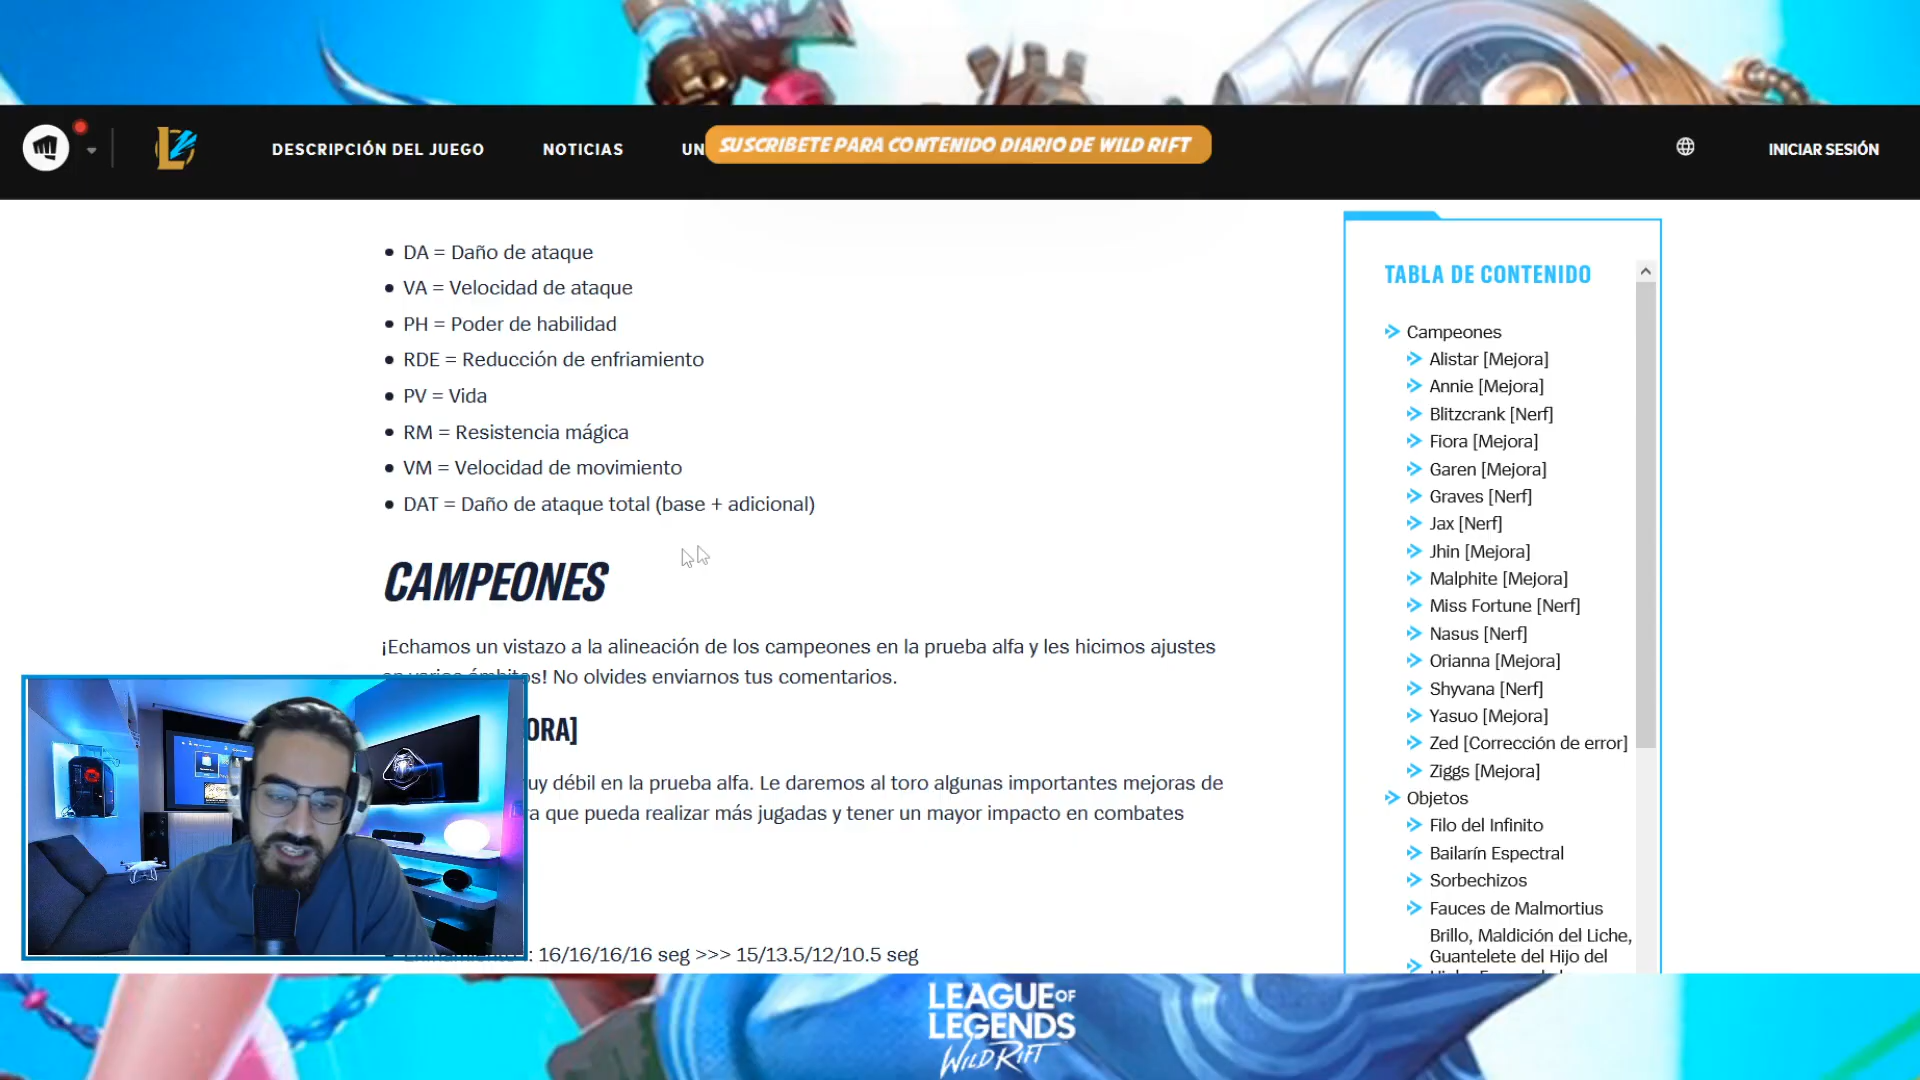 DESCRIPCIÓN DEL JUEGO
NOTICIAS
UN
SUSCRIBETE PARA CONTENIDO DIARIO DE WILD RIFT
INICIAR SESIÓN
DA = Daño de ataque
VA = Velocidad de ataque
PH = Poder de habilidad
RDE = Reducción de enfriamiento
PV = Vida
RM = Resistencia mágica
VM = Velocidad de movimiento
DAT = Daño de ataque total (base + adicional)
CAMPEONES
¡Echamos un vistazo a la alineación de los campeones en la prueba alfa y les hicimos ajustes
en varios ámbitos! No olvides enviarnos tus comentarios.
ORA]
uy débil en la prueba alfa. Le daremos al toro algunas importantes mejoras de
a que pueda realizar más jugadas y tener un mayor impacto en combates
: 16/16/16/16 seg >>> 15/13.5/12/10.5 seg
TABLA DE CONTENIDO
Campeones
Alistar [Mejora]
Annie [Mejora]
Blitzcrank [Nerf]
Fiora [Mejora]
Garen [Mejora]
Graves [Nerf]
Jax [Nerf]
Jhin [Mejora]
Malphite [Mejora]
Miss Fortune [Nerf]
Nasus [Nerf]
Orianna [Mejora]
Shyvana [Nerf]
Yasuo [Mejora]
Zed [Corrección de error]
Ziggs [Mejora]
Objetos
Filo del Infinito
Bailarín Espectral
Sorbechizos
Fauces de Malmortius
Brillo, Maldición del Liche,
Guantelete del Hijo del
LEAGUE OF
LEGENDS
WILD RIFT